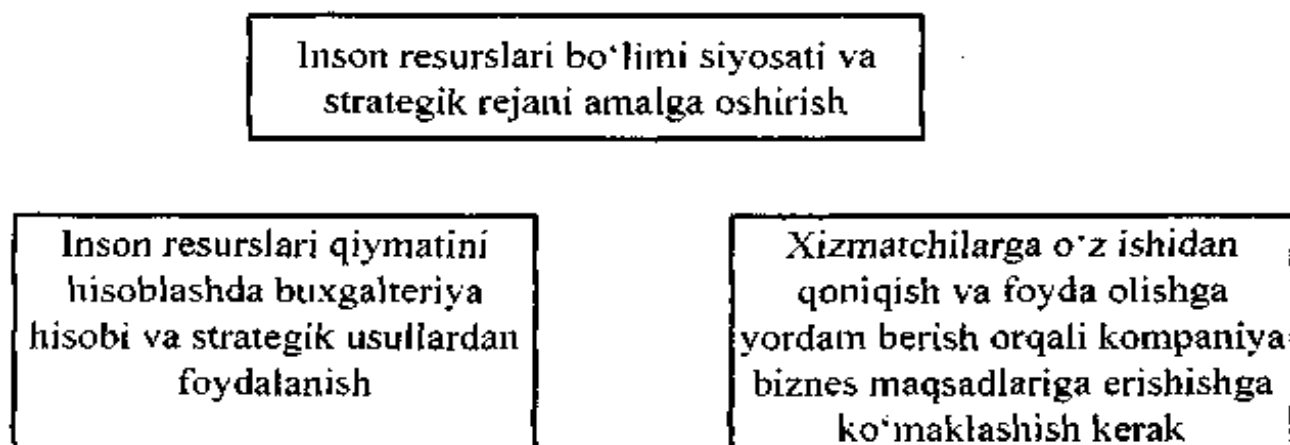 Inson resurslari bo‘limi siyosati va
strategik rejani amalga oshirish
Inson resurslari qiymatini
hisoblashda buxgalteriya
hisobi va strategik usullardan
foydalanish
Xizmatchilarga o‘z ishidan
qoniqish va foyda olishga
yordam berish orqali kompaniya
biznes maqsadlariga erishishga
ko‘maklashish kerak